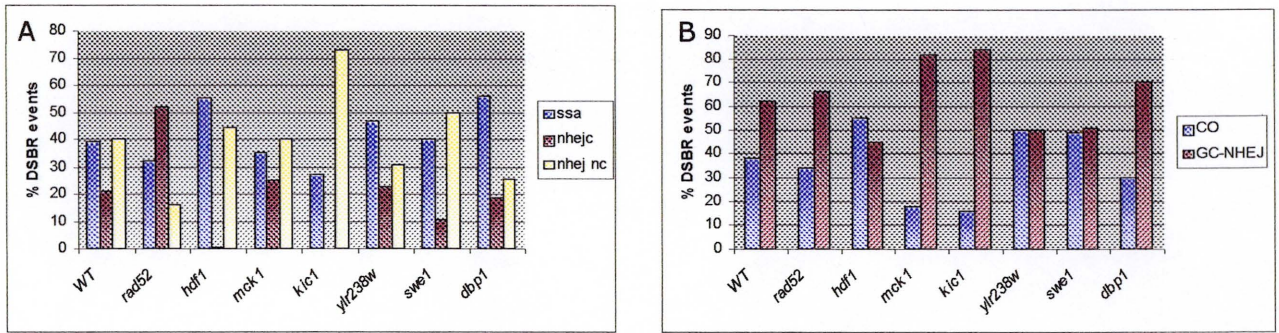 A
% DSBR events
80
70
60
50
40
30
20
10
0
WT
rad52
hdf1
mck1
kic1
ylr238w
swe1
dbp1
ssa
nhejc
nhej nc
B
% DSBR events
90
80
70
60
50
40
30
20
10
0
WT
rad52
hdf1
mck1
kic1
ylr238w
swe1
dbp1
CO
GC-NHEJ